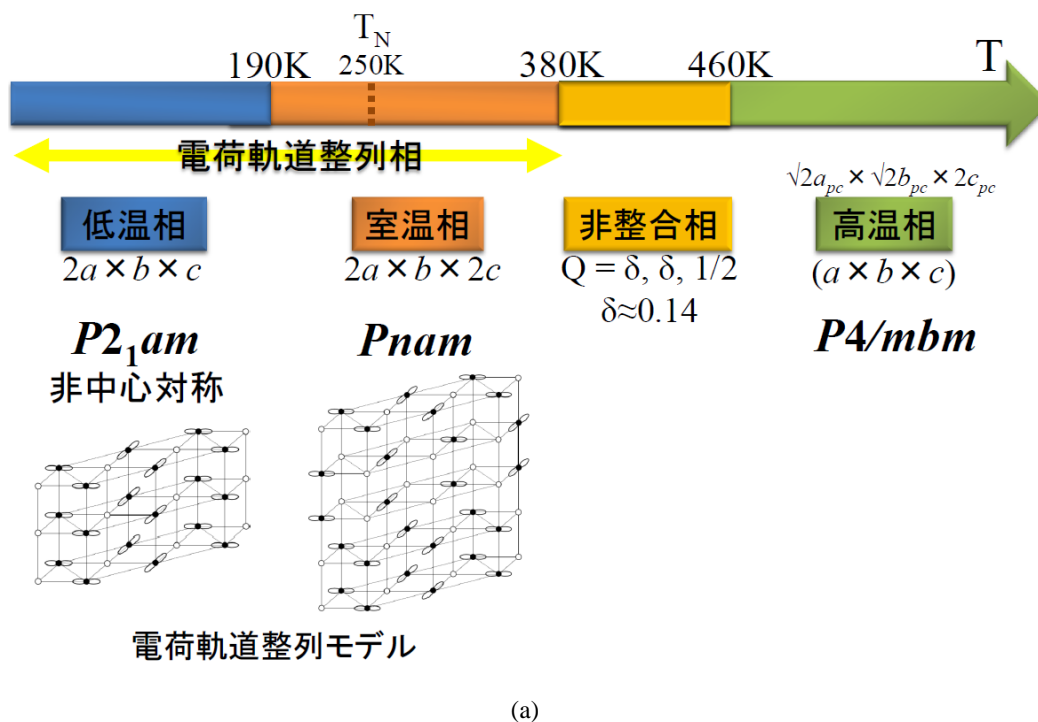 T_N
190K 250K 380K 460K T
電荷軌道整列相
√2a_pc × √2b_pc × 2c_pc
低温相 室温相 非整合相 高温相
2a × b × c 2a × b × 2c Q = δ, δ, 1/2 (a × b × c)
δ≈0.14
P2₁am Pnam P4/mbm
非中心対称
電荷軌道整列モデル
(a)